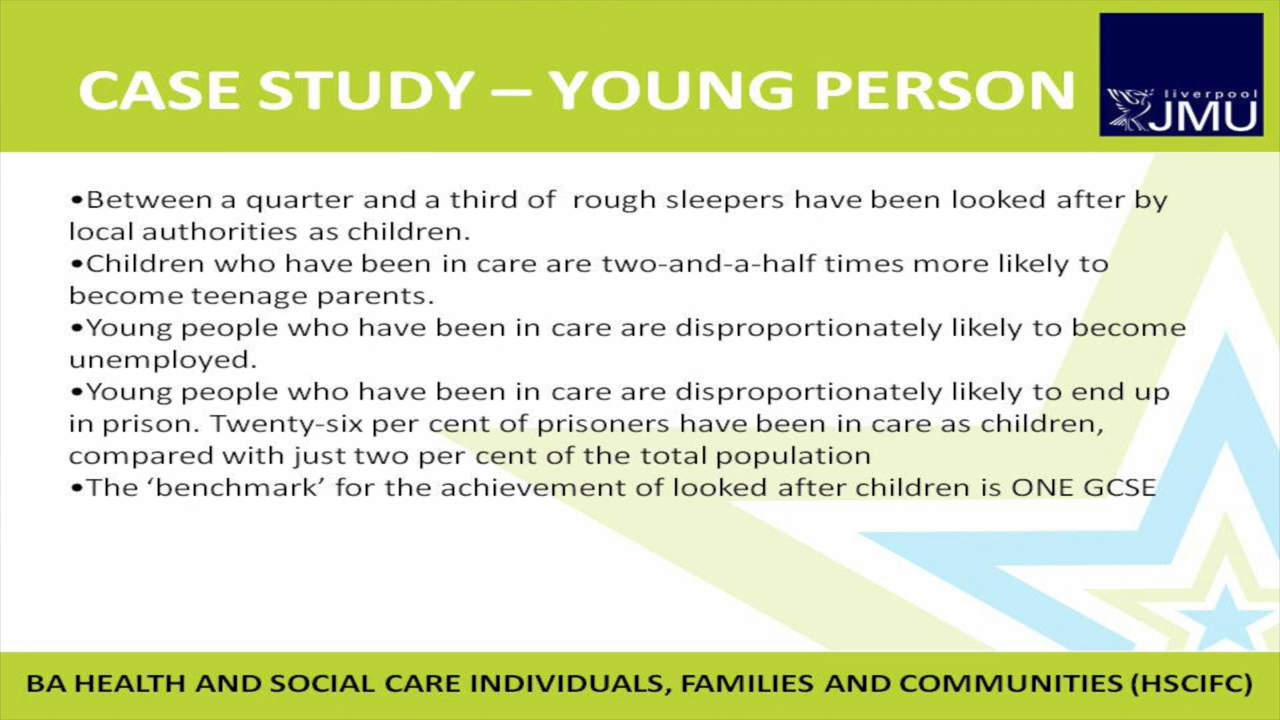 CASE STUDY – YOUNG PERSON
liverpool
JMU
•Between a quarter and a third of  rough sleepers have been looked after by
local authorities as children.
•Children who have been in care are two-and-a-half times more likely to
become teenage parents.
•Young people who have been in care are disproportionately likely to become
unemployed.
•Young people who have been in care are disproportionately likely to end up
in prison. Twenty-six per cent of prisoners have been in care as children,
compared with just two per cent of the total population
•The ‘benchmark’ for the achievement of looked after children is ONE GCSE
BA HEALTH AND SOCIAL CARE INDIVIDUALS, FAMILIES AND COMMUNITIES (HSCIFC)